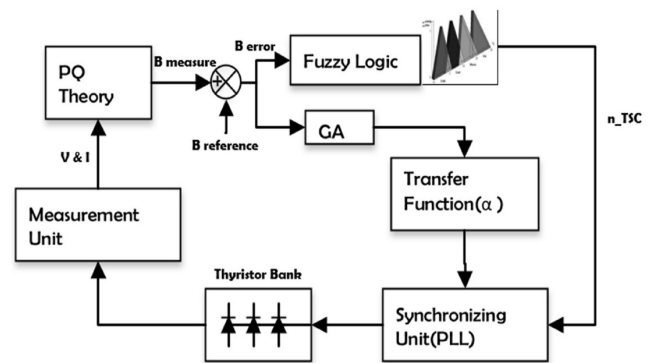 B error
PQ
Theory
B measure
+
Fuzzy Logic
n_TSC
GA
B reference
V & I
Transfer
Function(α )
Measurement
Unit
Thyristor Bank
Synchronizing
Unit(PLL)